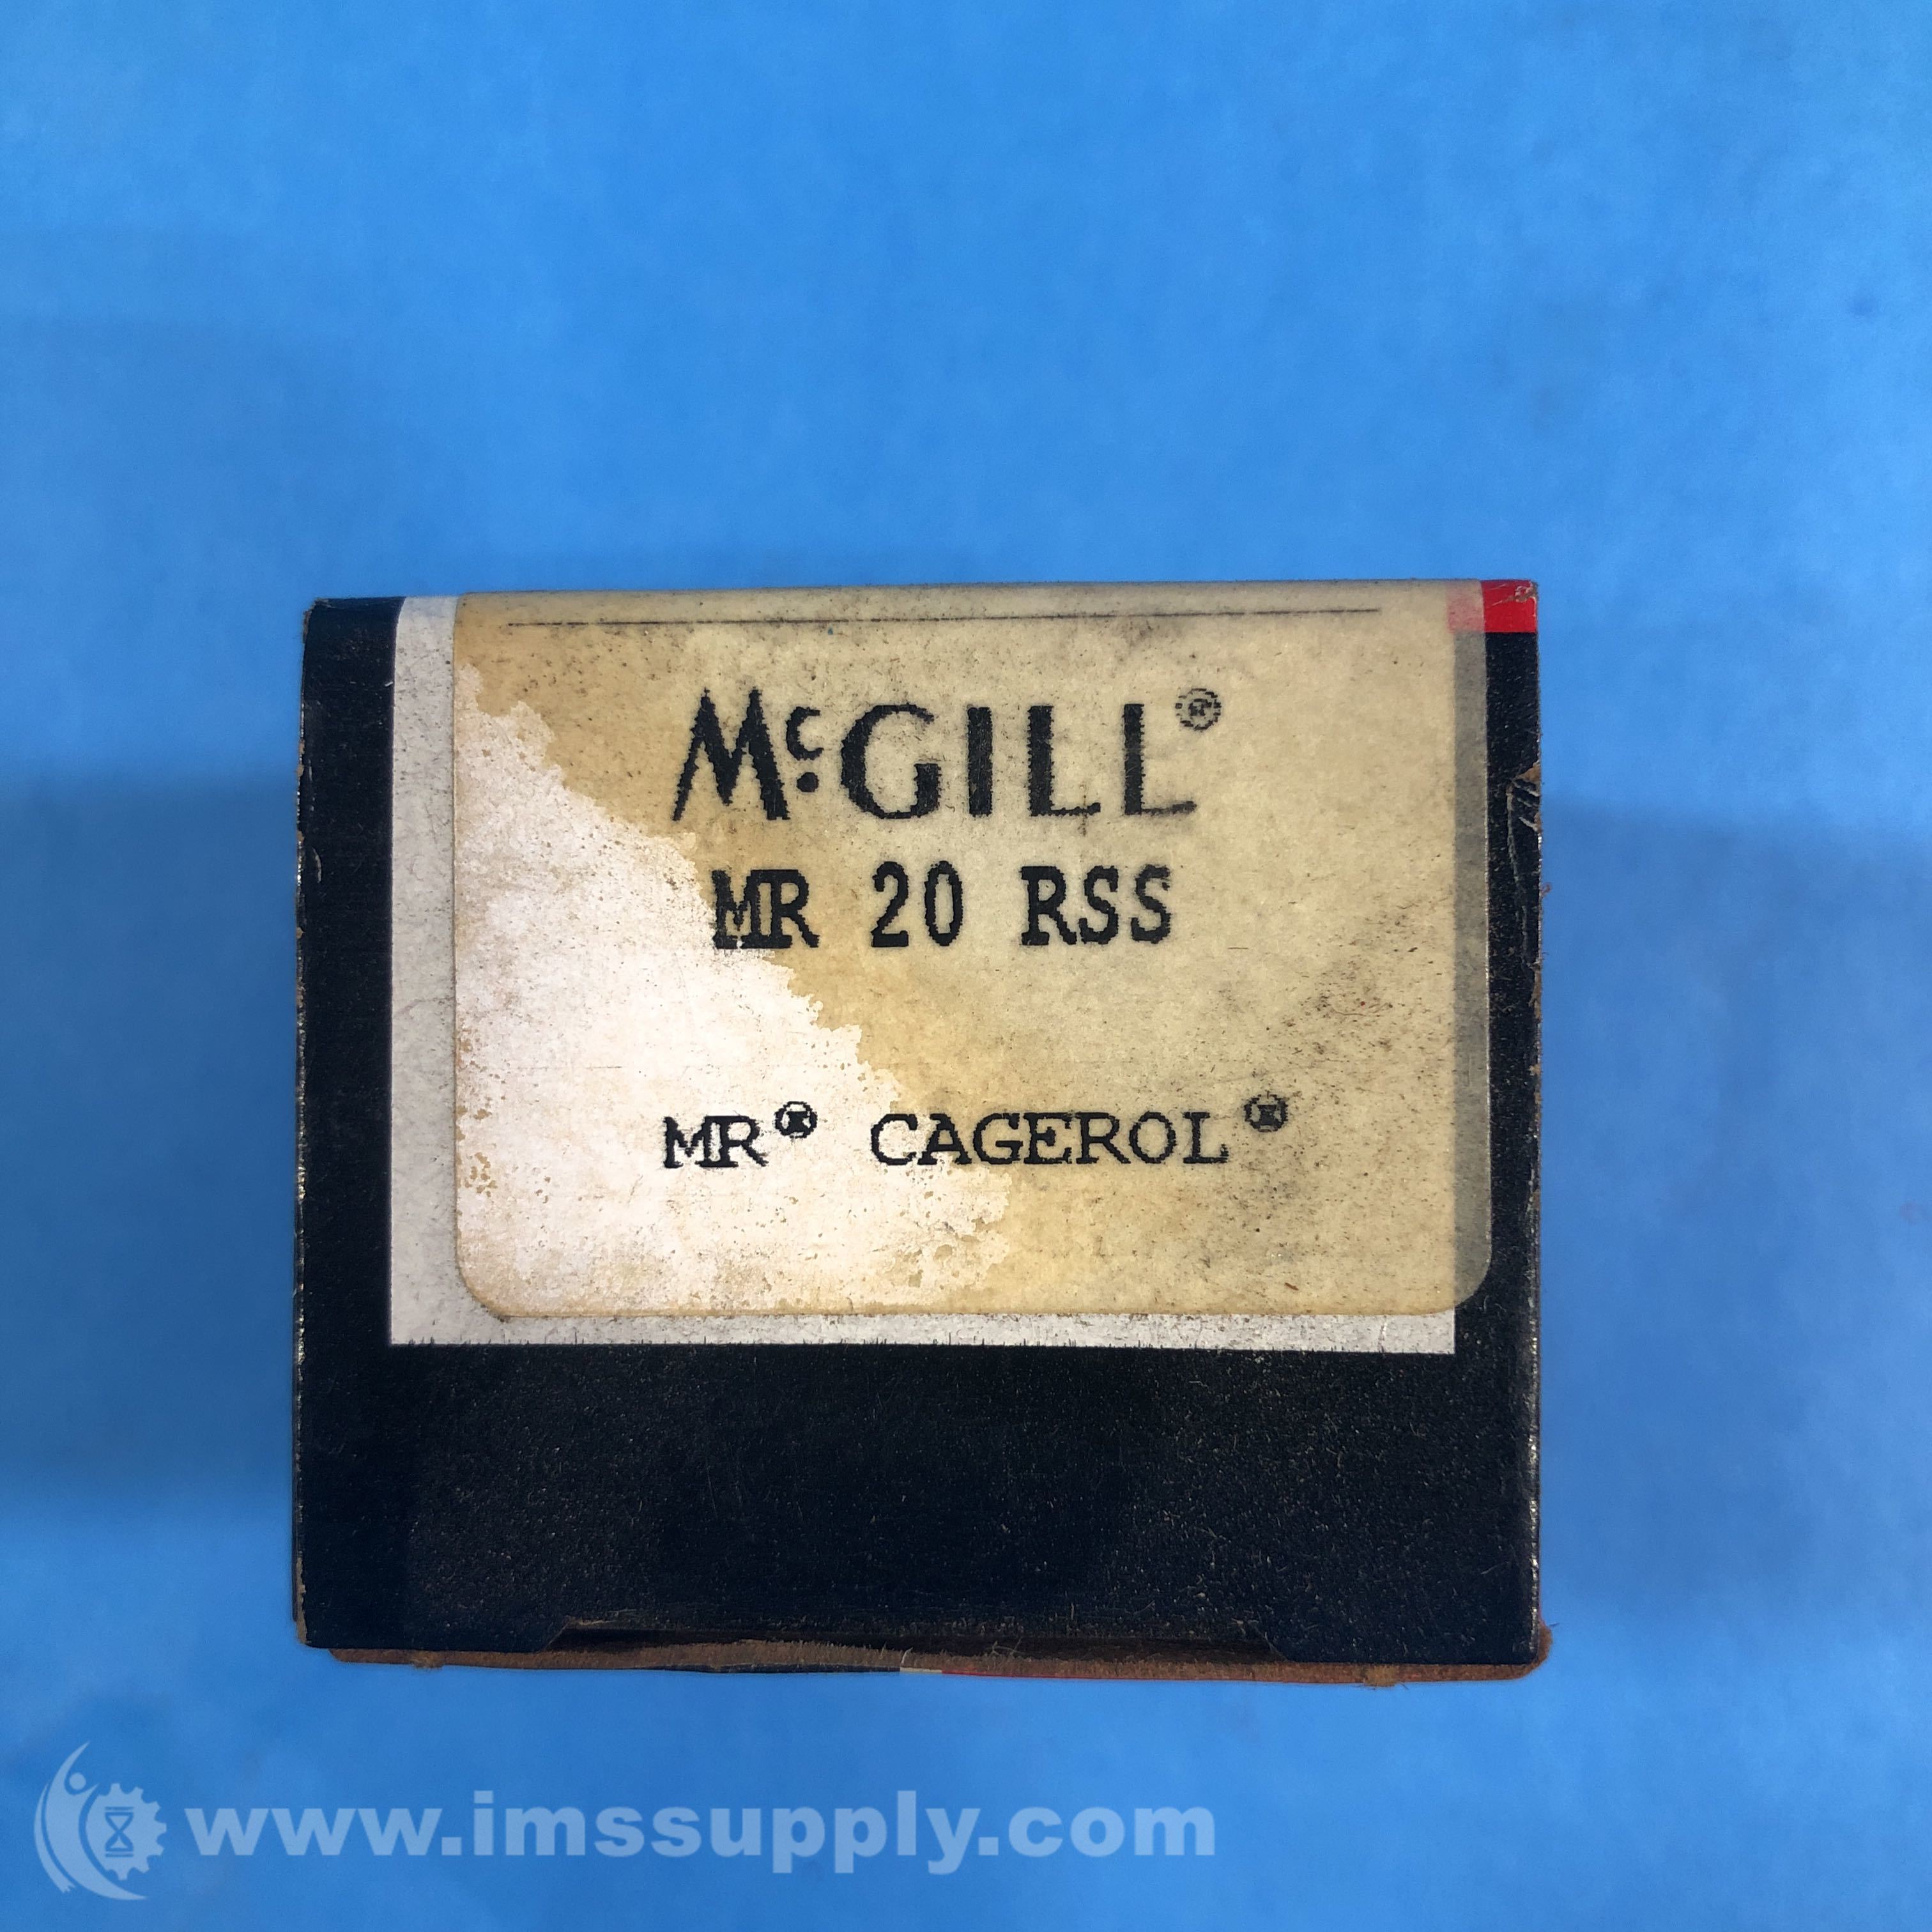 McGILL®
MR 20 RSS
MR® CAGEROL®
www.imssupply.com